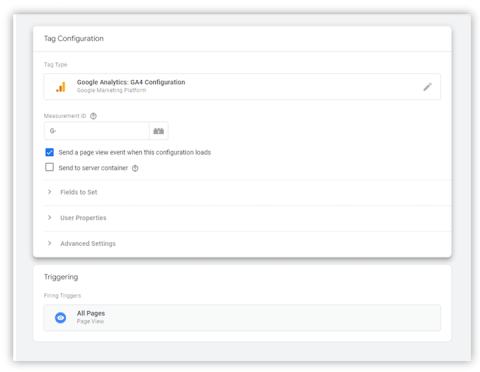 Tag Configuration
Tag Type
Google Analytics: GA4 Configuration
Google Marketing Platform
Measurement ID
G-
Send a page view event when this configuration loads
Send to server container
Fields to Set
User Properties
Advanced Settings
Triggering
Firing Triggers
All Pages
Page View